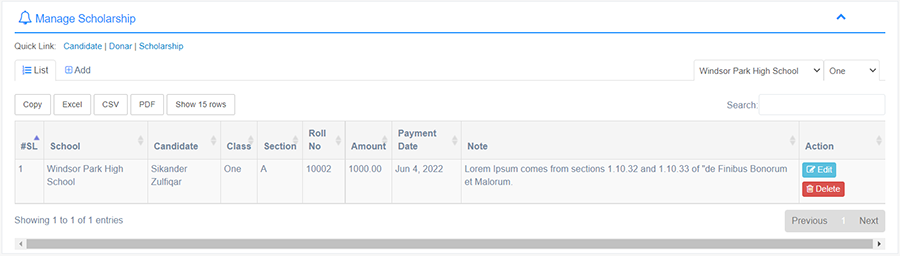 Manage Scholarship
Quick Link: Candidate | Donar | Scholarship
List Add Windsor Park High School One
Copy Excel CSV PDF Show 15 rows Search:
#SL School Candidate Class Section Roll No Amount Payment Date Note Action
1 Windsor Park High School Sikander Zulfiqar One A 10002 1000.00 Jun 4, 2022 Lorem Ipsum comes from sections 1.10.32 and 1.10.33 of "de Finibus Bonorum et Malorum. Edit
Delete
Showing 1 to 1 of 1 entries Previous 1 Next